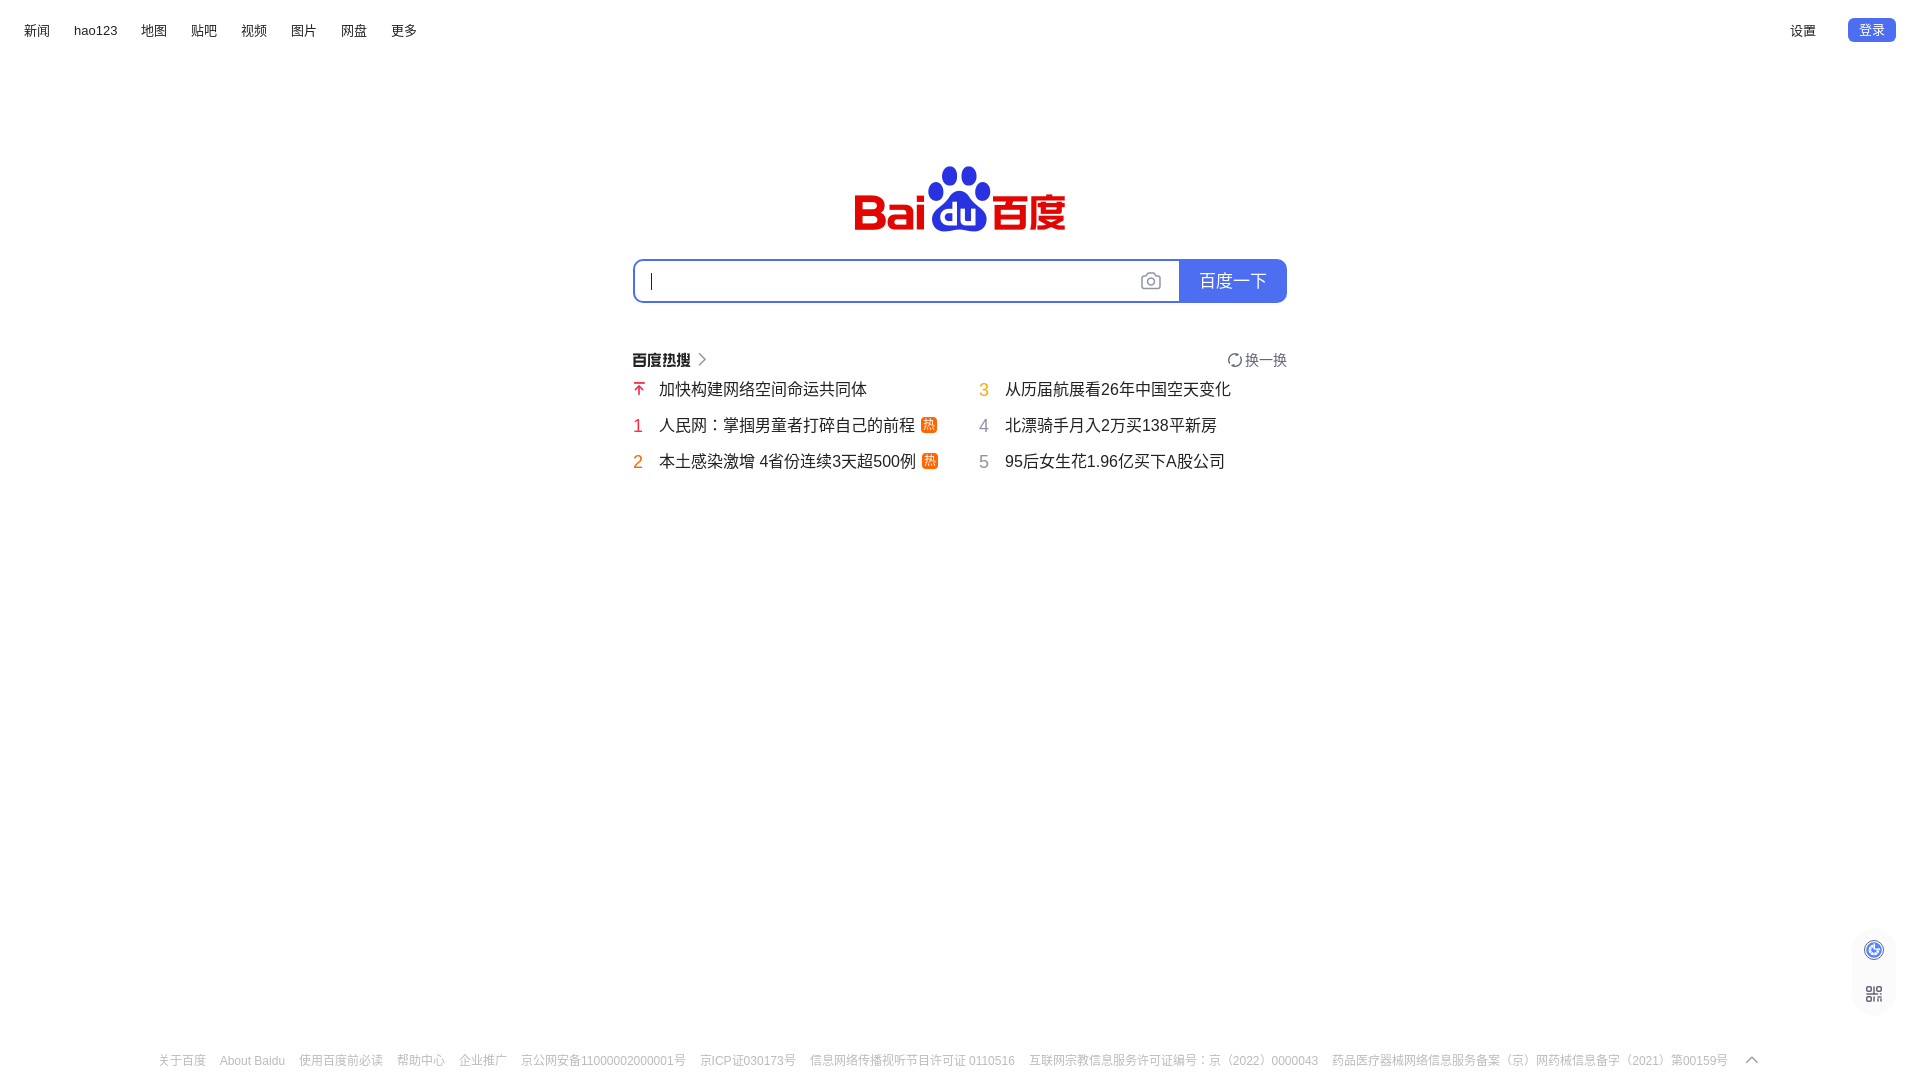 新闻 hao123 地图 贴吧 视频 图片 网盘 更多 设置 登录
Bai du 百度
百度一下
百度热搜 换一换
加快构建网络空间命运共同体
1 人民网：掌掴男童者打碎自己的前程 热
2 本土感染激增 4省份连续3天超500例 热
3 从历届航展看26年中国空天变化
4 北漂骑手月入2万买138平新房
5 95后女生花1.96亿买下A股公司
关于百度 About Baidu 使用百度前必读 帮助中心 企业推广 京公网安备11000002000001号 京ICP证030173号 信息网络传播视听节目许可证 0110516 互联网宗教信息服务许可证编号：京（2022）0000043 药品医疗器械网络信息服务备案（京）网药械信息备字（2021）第00159号